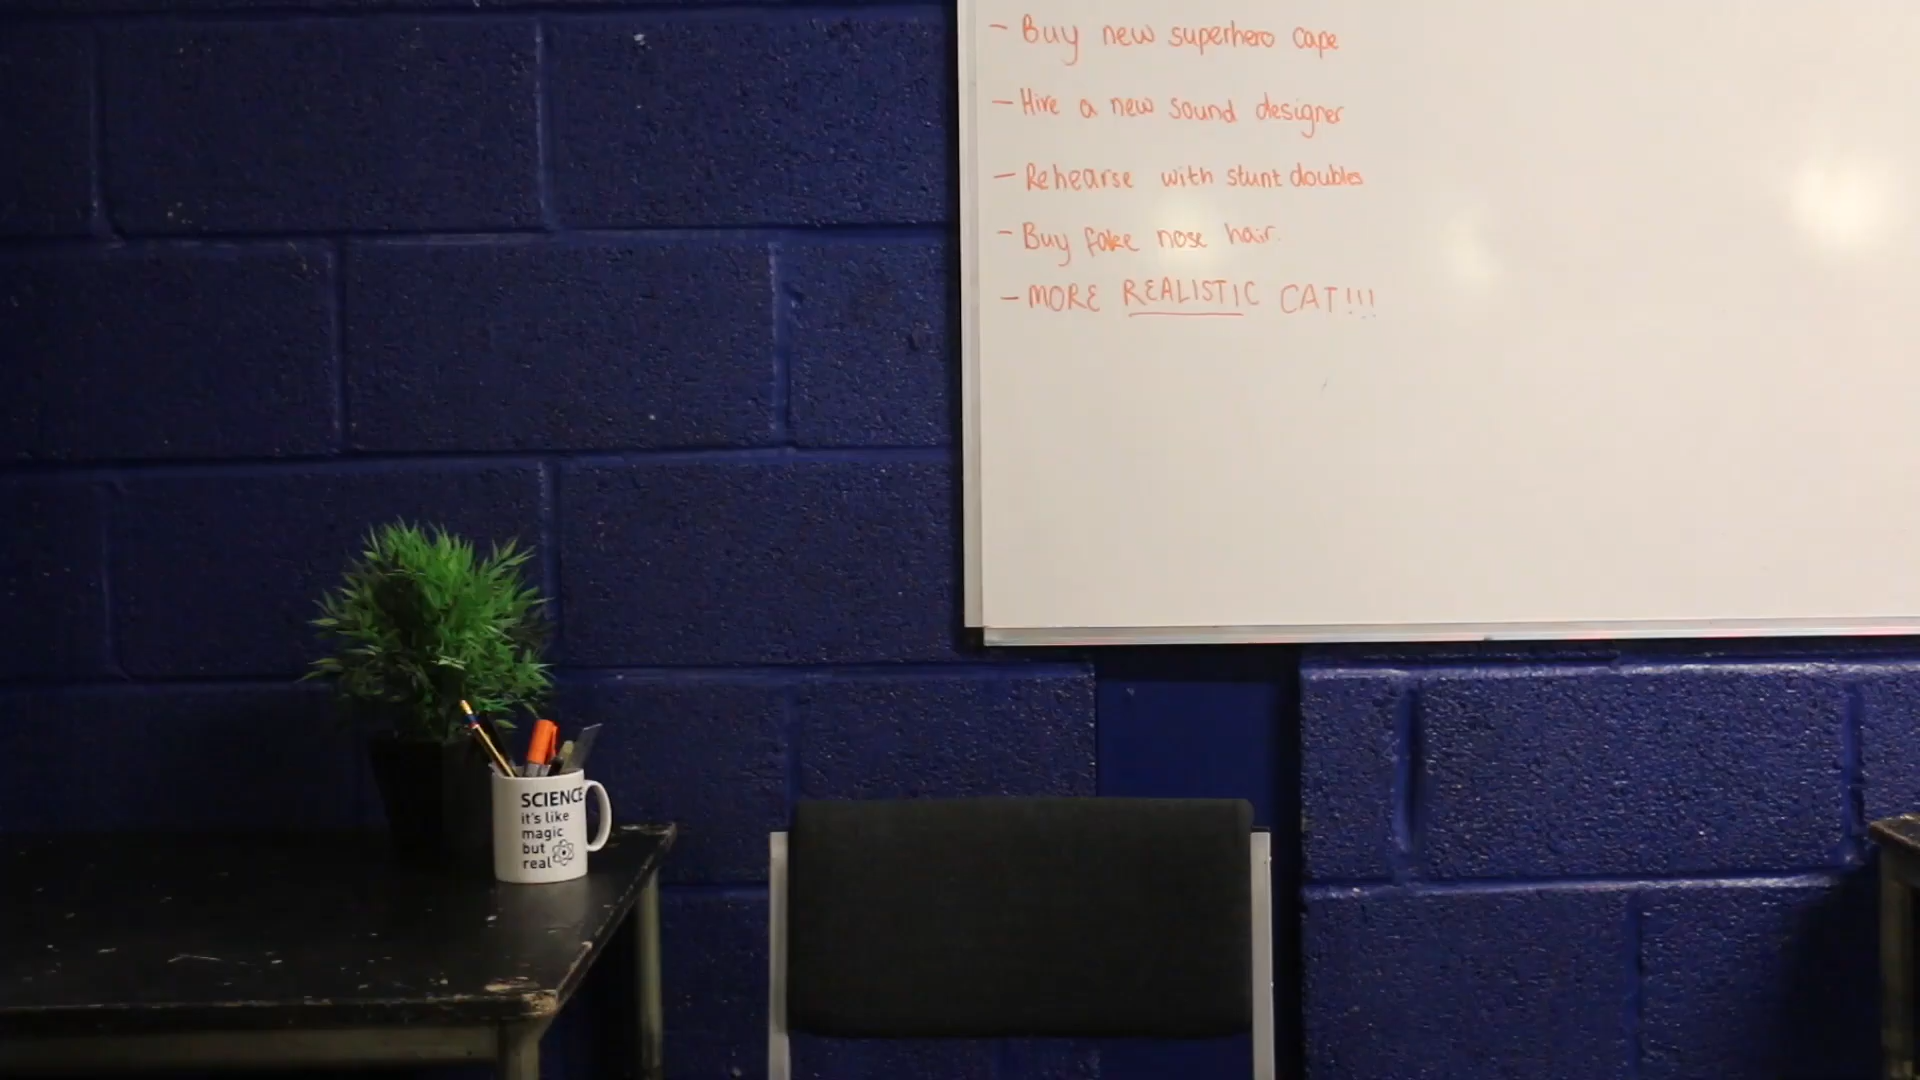 - Buy new superhero cape
- Hire a new sound designer
- Rehearse with stunt doubles
- Buy fake nose hair.
- MORE REALISTIC CAT!!!
SCIENCE
it's like
magic
but
real